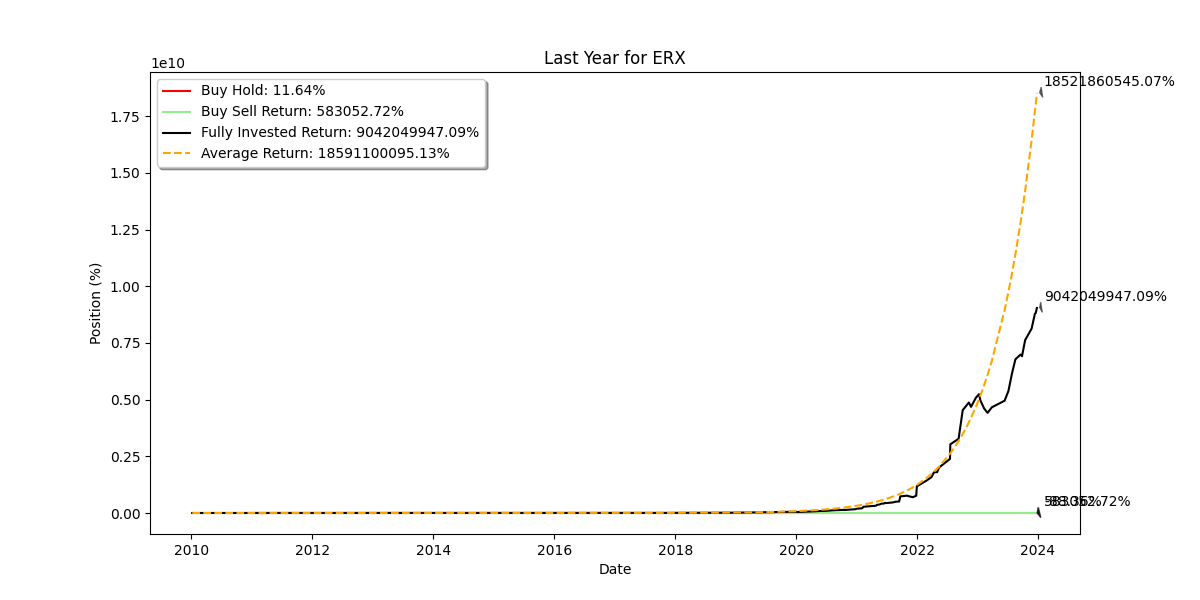 Last Year for ERX
1e10
Buy Hold: 11.64%
Buy Sell Return: 583052.72%
Fully Invested Return: 9042049947.09%
Average Return: 18591100095.13%
18521860545.07%
9042049947.09%
583052.72%
1.75
1.50
1.25
1.00
0.75
0.50
0.25
0.00
Position (%)
2010 2012 2014 2016 2018 2020 2022 2024
Date